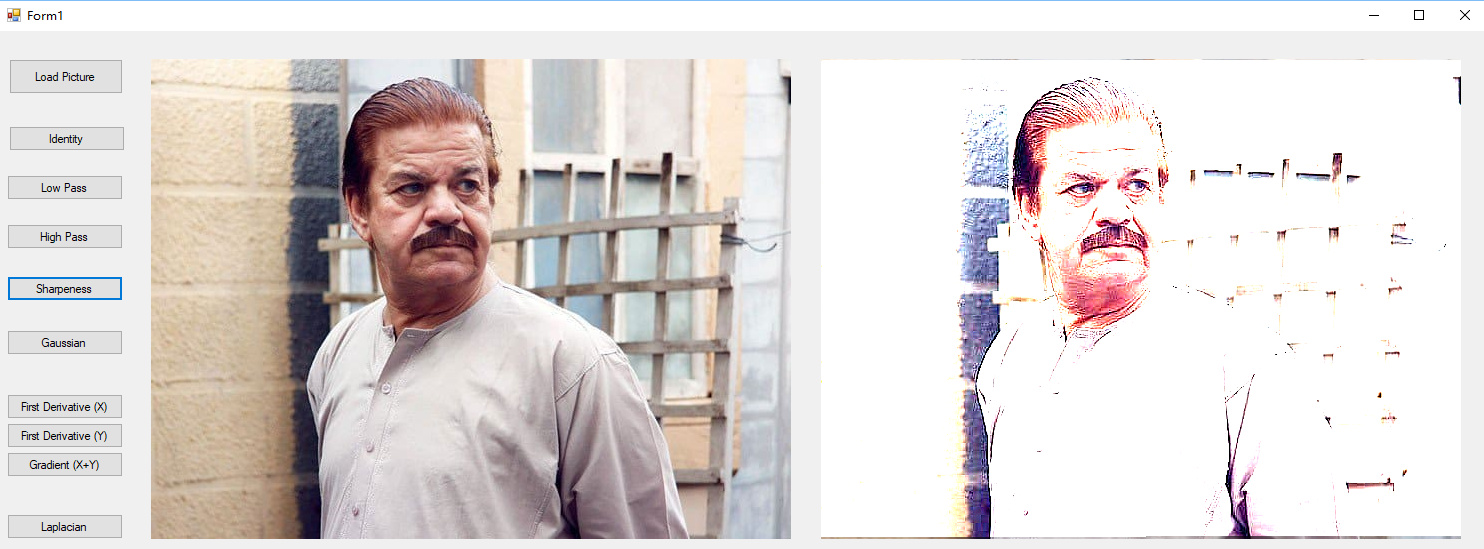 Form1
Load Picture
Identity
Low Pass
High Pass
Sharpeness
Gaussian
First Derivative (X)
First Derivative (Y)
Gradient (X+Y)
Laplacian